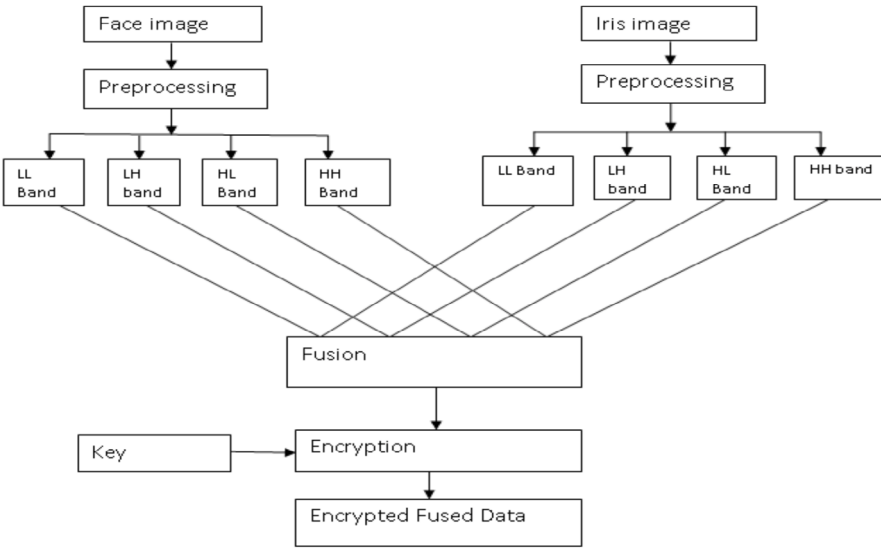 Face image
Iris image
Preprocessing
Preprocessing
LL
Band
LH
band
HL
Band
HH
Band
LL Band
LH
band
HL
Band
HH band
Fusion
Key
Encryption
Encrypted Fused Data